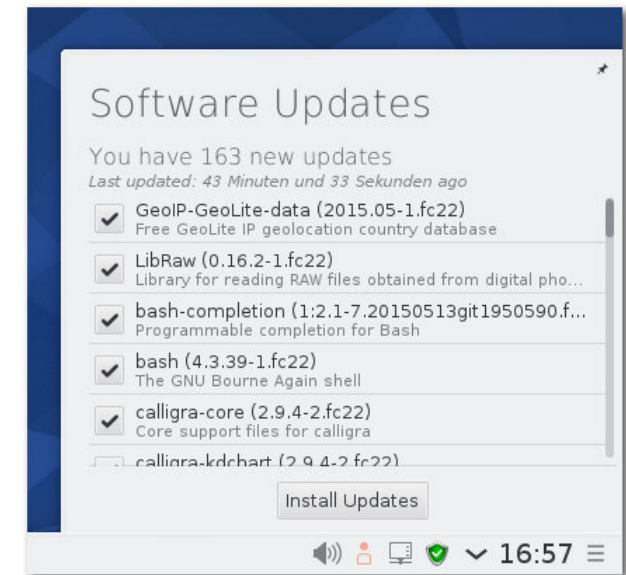 Software Updates
You have 163 new updates
Last updated: 43 Minuten und 33 Sekunden ago
GeoIP-GeoLite-data (2015.05-1.fc22)
Free GeoLite IP geolocation country database
LibRaw (0.16.2-1.fc22)
Library for reading RAW files obtained from digital pho...
bash-completion (1:2.1-7.20150513git1950590.f...
Programmable completion for Bash
bash (4.3.39-1.fc22)
The GNU Bourne Again shell
calligra-core (2.9.4-2.fc22)
Core support files for calligra
calligra-kdchart (2.9.4-2.fc22)
Install Updates
16:57